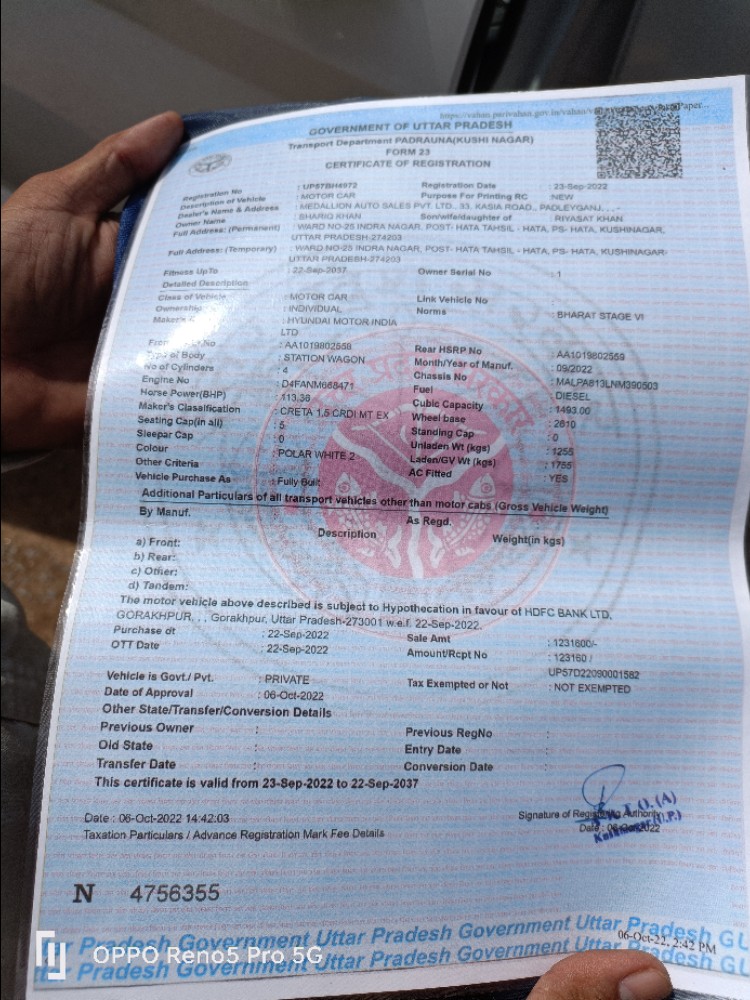 GOVERNMENT OF UTTAR PRADESH
Transport Department PADRAUNA(KUSHI NAGAR)
FORM 23
CERTIFICATE OF REGISTRATION
Registration No : Registration Date : 23-Sep-2022
Description of Vehicle : MOTOR CAR Purpose For Printing RC : NEW
Dealer's Name & Address : MEDALLION AUTO SALES PVT. LTD., 33, KASIA ROAD, PADLEYGANJ, , ,
Owner Name : SHARIQ KHAN Son/wife/daughter of : RIYASAT KHAN
Full Address: (Permanent) : WARD NO-25 INDRA NAGAR, POST- HATA TAHSIL - HATA, PS- HATA, KUSHINAGAR,
UTTAR PRADESH-274203
Full Address: (Temporary) : WARD NO-25 INDRA NAGAR, POST- HATA TAHSIL - HATA, PS- HATA, KUSHINAGAR-
UTTAR PRADESH-274203
Fitness UpTo : 22-Sep-2037 Owner Serial No : 1
Detailed Description
Class of Vehicle : MOTOR CAR Link Vehicle No :
Ownership : INDIVIDUAL Norms : BHARAT STAGE VI
Maker's : HYUNDAI MOTOR INDIA
LTD
No : AA1019802558 Rear HSRP No : AA1019802559
Type of Body : STATION WAGON Month/Year of Manuf. : 09/2022
No of Cylinders : 4 Chassis No : MALPA813LNM390503
Engine No : D4FANM668471 Fuel : DIESEL
Horse Power(BHP) : 113.38 Cubic Capacity : 1493.00
Maker's Classification : CRETA 1.5 CRDI MT EX Wheel base : 2610
Seating Cap(in all) : 5 Standing Cap : 0
Sleepar Cap : 0 Unladen Wt (kgs) : 1255
Colour : POLAR WHITE 2 Laden/GV Wt (kgs) : 1755
Other Criteria AC Fitted : YES
Vehicle Purchase As : Fully Built
Additional Particulars of all transport vehicles other than motor cabs (Gross Vehicle Weight)
By Manuf. As Regd.
Description Weight(in kgs)
a) Front:
b) Rear:
c) Other:
d) Tandem:
The motor vehicle above described is subject to Hypothecation in favour of HDFC BANK LTD,
GORAKHPUR, , , Gorakhpur, Uttar Pradesh-273001 w.e.f. 22-Sep-2022.
Purchase dt : 22-Sep-2022 Sale Amt : 1231600/-
OTT Date : 22-Sep-2022 Amount/Rcpt No : 123160 /
UP57D22090001582
Vehicle is Govt./ Pvt. : PRIVATE Tax Exempted or Not : NOT EXEMPTED
Date of Approval : 06-Oct-2022
Other State/Transfer/Conversion Details
Previous Owner : Previous RegNo :
Old State : Entry Date :
Transfer Date : Conversion Date :
This certificate is valid from 23-Sep-2022 to 22-Sep-2037
Date : 06-Oct-2022 14:42:03 Signature of Registering Authority
Taxation Particulars / Advance Registration Mark Fee Details Date : 06-Oct-2022
N 4756355
Uttar Pradesh Government Uttar Pradesh Government Uttar Pradesh
06-Oct-22, 2:42 PM
OPPO Reno5 Pro 5G